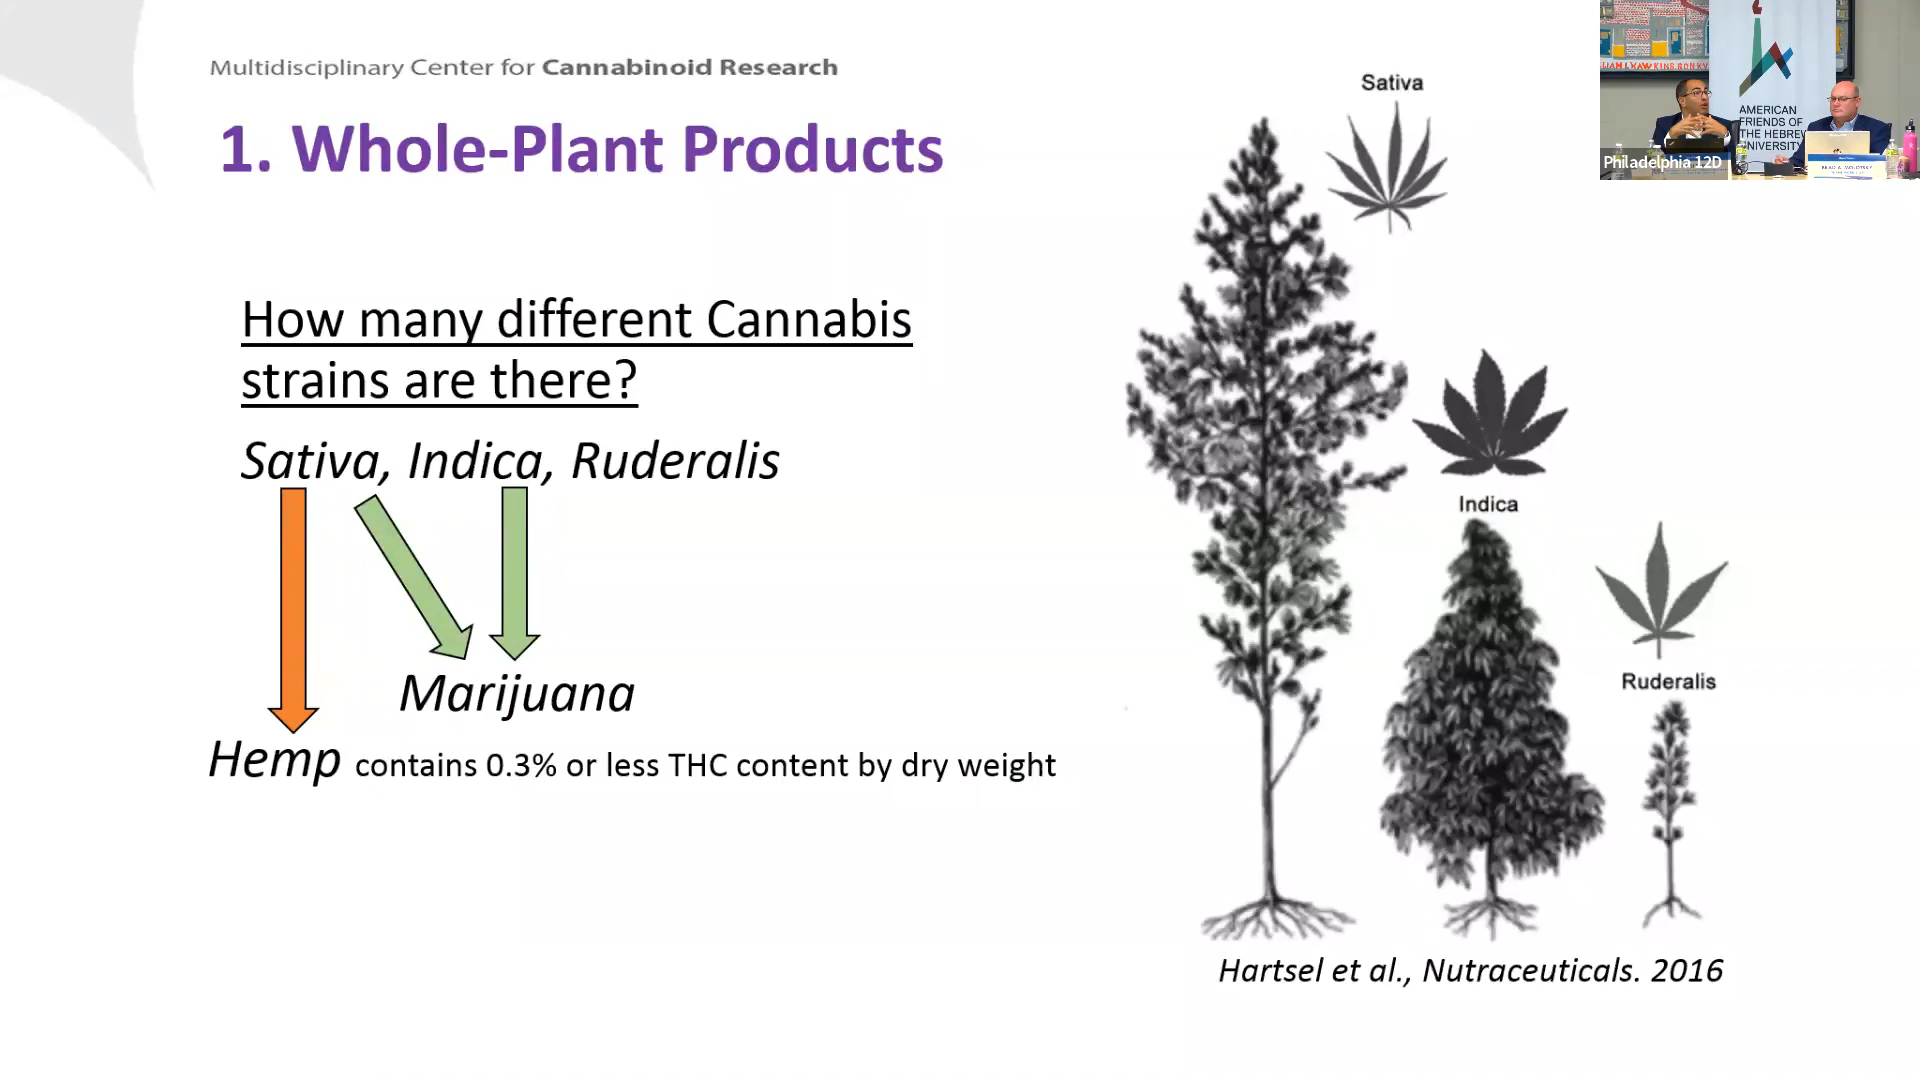 Multidisciplinary Center for Cannabinoid Research
1. Whole-Plant Products
How many different Cannabis
strains are there?
Sativa, Indica, Ruderalis
Marijuana
Hemp contains 0.3% or less THC content by dry weight
Sativa
Indica
Ruderalis
Hartsel et al., Nutraceuticals. 2016
AMERICAN
FRIENDS OF
THE HEBREW
UNIVERSITY
Philadelphia 12D